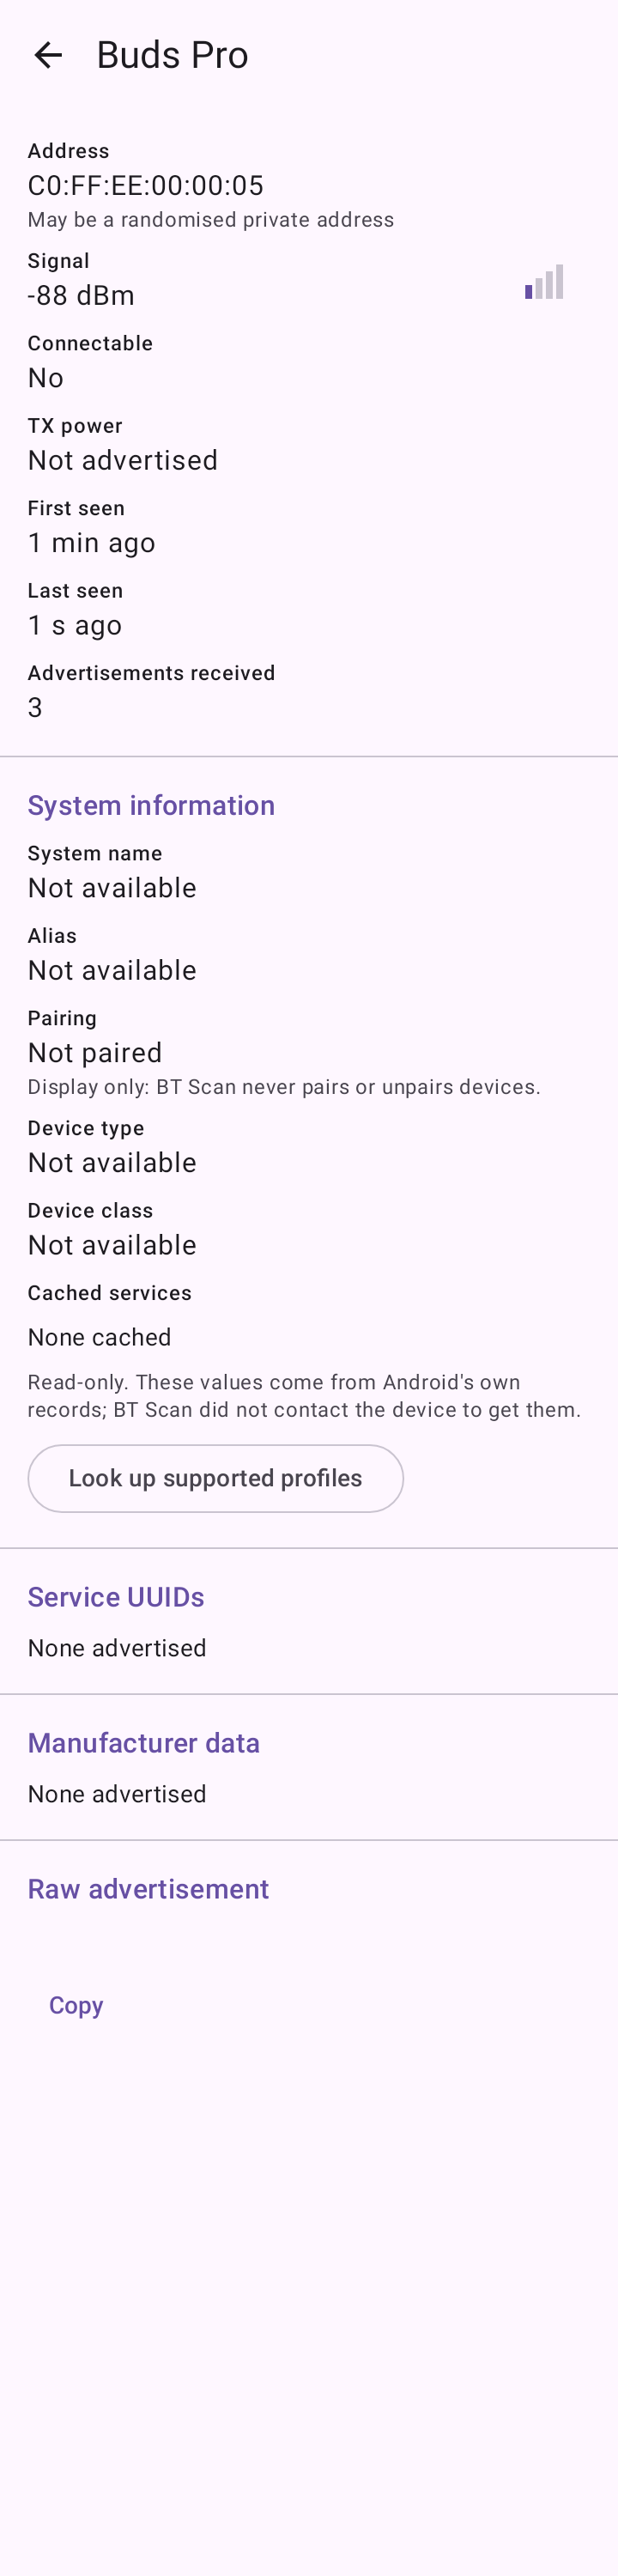 Buds Pro
Address
C0:FF:EE:00:00:05
May be a randomised private address
Signal
-88 dBm
Connectable
No
TX power
Not advertised
First seen
1 min ago
Last seen
1 s ago
Advertisements received
3
System information
System name
Not available
Alias
Not available
Pairing
Not paired
Display only: BT Scan never pairs or unpairs devices.
Device type
Not available
Device class
Not available
Cached services
None cached
Read-only. These values come from Android's own
records; BT Scan did not contact the device to get them.
Look up supported profiles
Service UUIDs
None advertised
Manufacturer data
None advertised
Raw advertisement
Copy